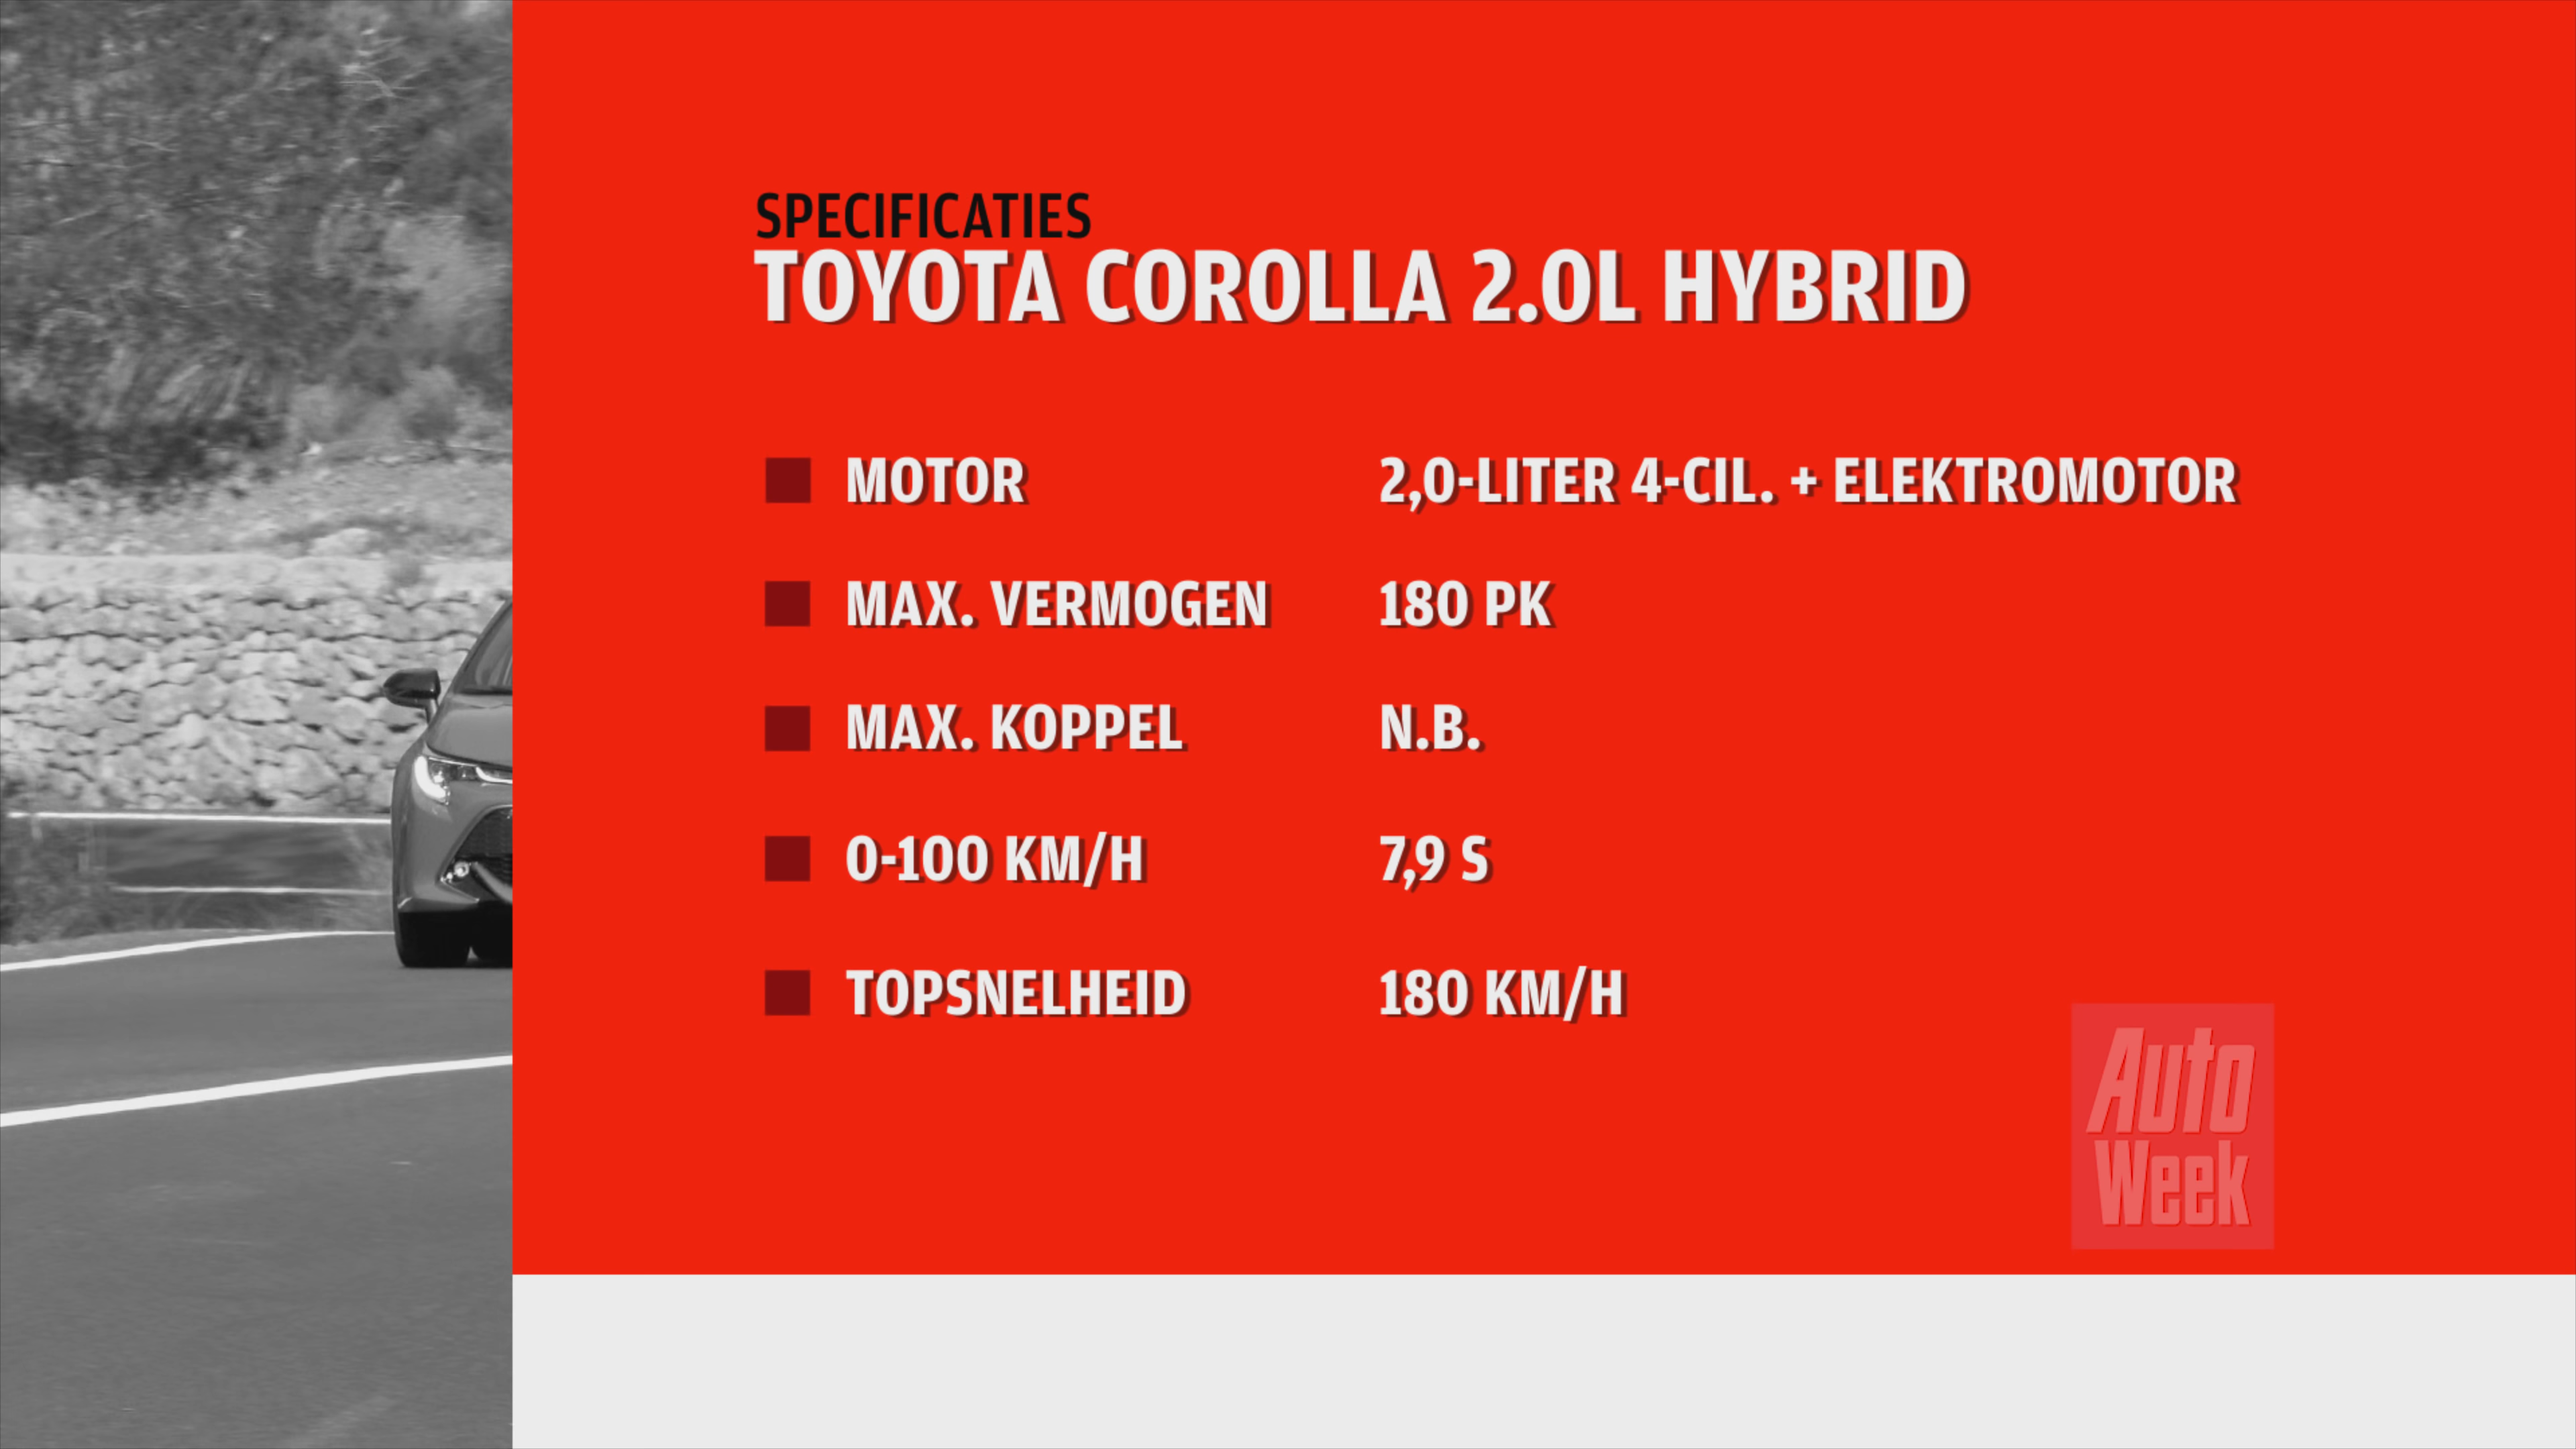 SPECIFICATIES
TOYOTA COROLLA 2.0L HYBRID
MOTOR 2,0-LITER 4-CIL. + ELEKTROMOTOR
MAX. VERMOGEN 180 PK
MAX. KOPPEL N.B.
0-100 KM/H 7,9 S
TOPSNELHEID 180 KM/H
Auto
Week